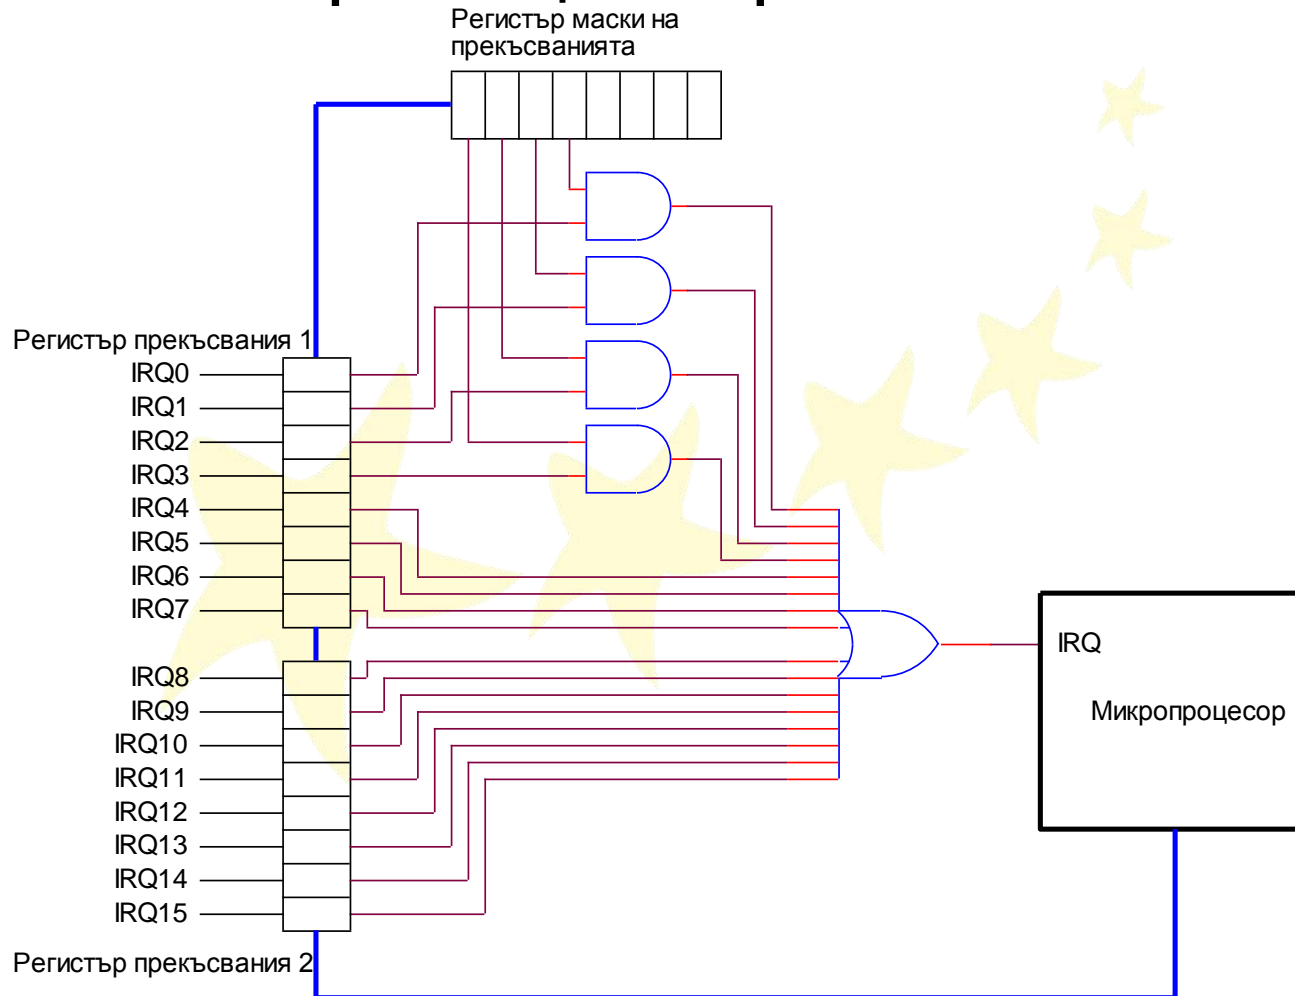 Регистър маски на
прекъсванията
Регистър прекъсвания 1
IRQ0
IRQ1
IRQ2
IRQ3
IRQ4
IRQ5
IRQ6
IRQ7
IRQ8
IRQ9
IRQ10
IRQ11
IRQ12
IRQ13
IRQ14
IRQ15
Регистър прекъсвания 2
IRQ
Микропроцесор